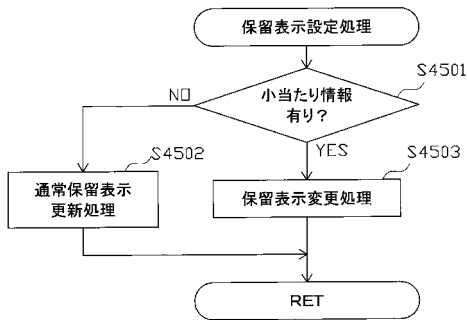 保留表示設定処理
S4501
小当たり情報
有り？
NO
YES
S4502
S4503
通常保留表示
更新処理
保留表示変更処理
RET